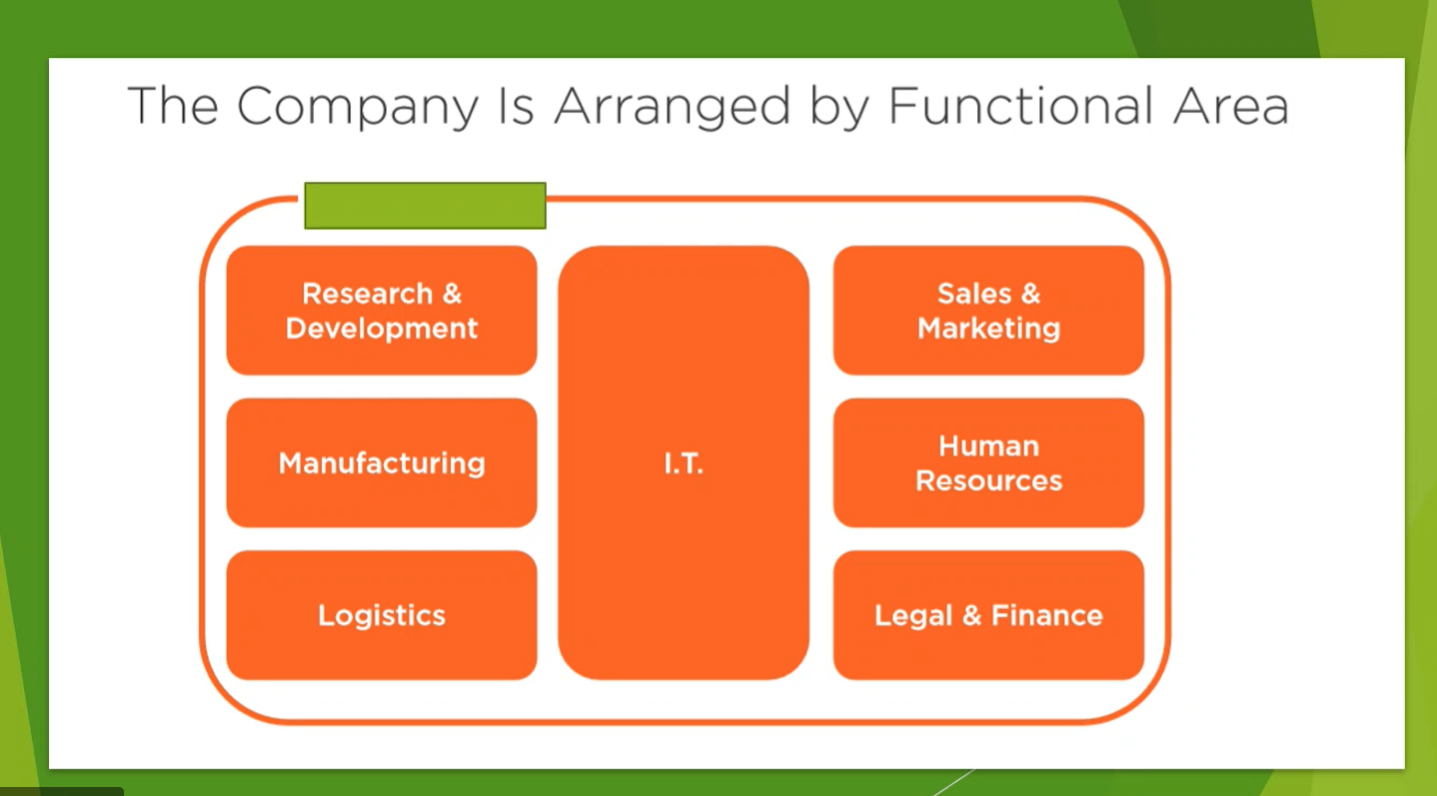 The Company Is Arranged by Functional Area
Research &
Development
Manufacturing
Logistics
I.T.
Sales &
Marketing
Human
Resources
Legal & Finance